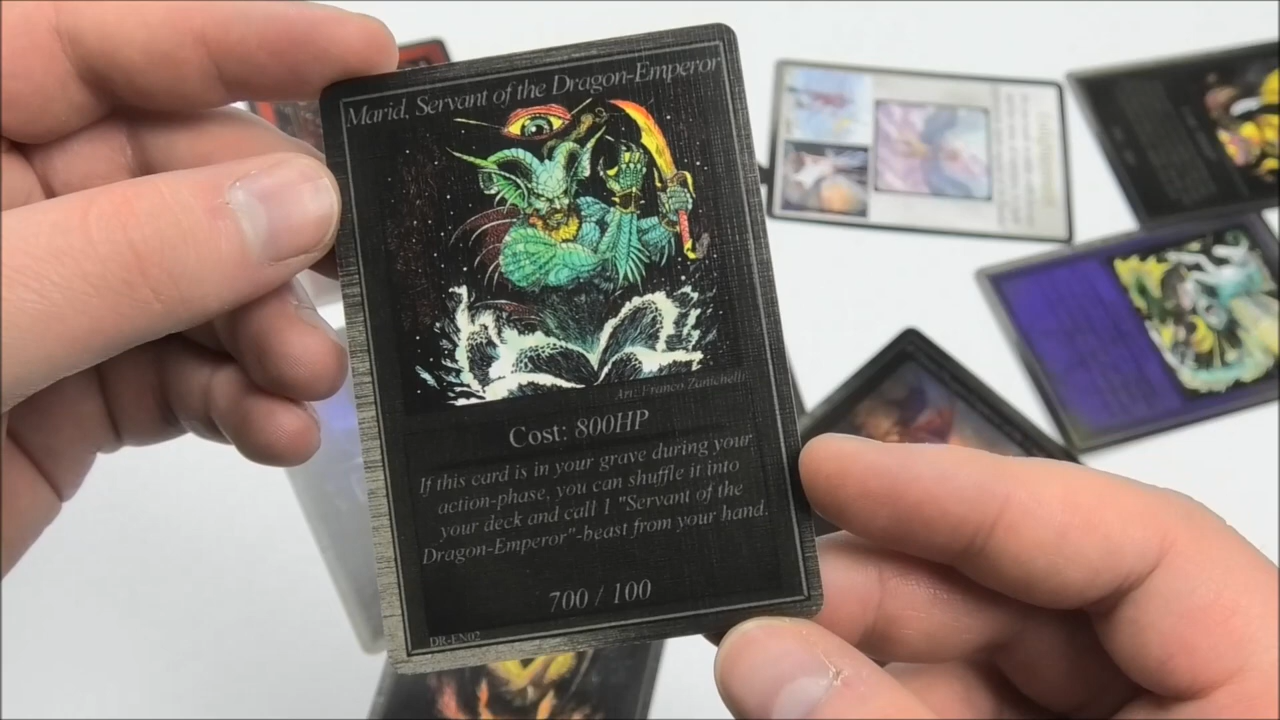 Marid, Servant of the Dragon-Emperor
Art: Franco Zanichelli
Cost: 800HP
If this card is in your grave during your
action-phase, you can shuffle it into
your deck and call 1 "Servant of the
Dragon-Emperor"-beast from your hand.
700 / 100
DR-EN02